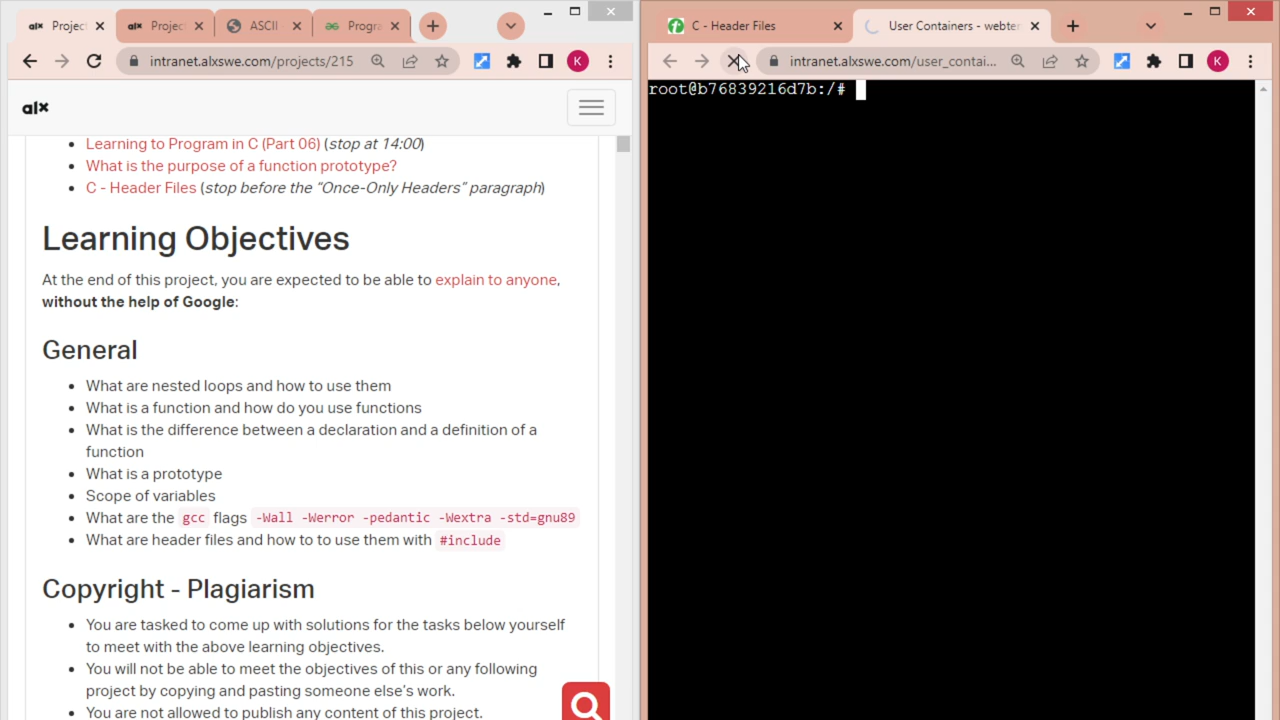 Projec
Projec
ASCII
Progra
intranet.alxswe.com/projects/215
K
alx
Learning to Program in C (Part 06) (stop at 14:00)
What is the purpose of a function prototype?
C - Header Files (stop before the “Once-Only Headers” paragraph)
Learning Objectives
At the end of this project, you are expected to be able to explain to anyone,
without the help of Google:
General
What are nested loops and how to use them
What is a function and how do you use functions
What is the difference between a declaration and a definition of a
function
What is a prototype
Scope of variables
What are the gcc flags -Wall -Werror -pedantic -Wextra -std=gnu89
What are header files and how to to use them with #include
Copyright - Plagiarism
You are tasked to come up with solutions for the tasks below yourself
to meet with the above learning objectives.
You will not be able to meet the objectives of this or any following
project by copying and pasting someone else’s work.
You are not allowed to publish any content of this project.
C - Header Files
User Containers - webter
intranet.alxswe.com/user_contai...
K
root@b76839216d7b:/#